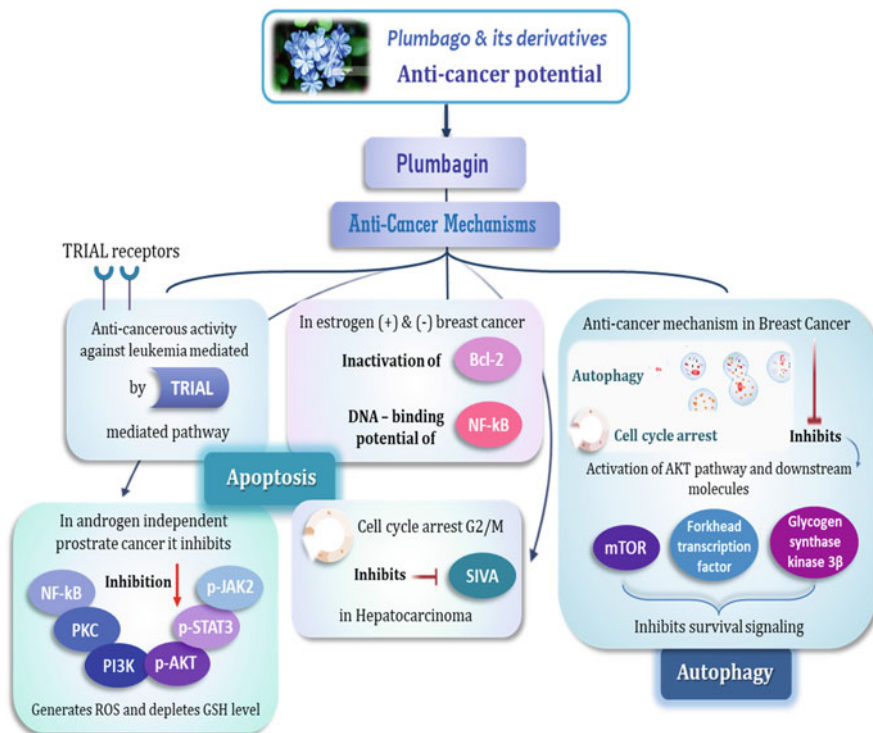 Plumbago & its derivatives
Anti-cancer potential
Plumbagin
Anti-Cancer Mechanisms
TRIAL receptors
Anti-cancerous activity
against leukemia mediated
by TRIAL
mediated pathway
In estrogen (+) & (-) breast cancer
Inactivation of Bcl-2
DNA – binding
potential of NF-kB
Anti-cancer mechanism in Breast Cancer
Autophagy
Cell cycle arrest
Inhibits
Activation of AKT pathway and downstream
molecules
mTOR
Forkhead
transcription
factor
Glycogen
synthase
kinase 3β
Inhibits survival signaling
Autophagy
Apoptosis
In androgen independent
prostrate cancer it inhibits
Inhibition
NF-kB
PKC
PI3K
p-AKT
p-STAT3
p-JAK2
Generates ROS and depletes GSH level
Cell cycle arrest G2/M
Inhibits SIVA
in Hepatocarcinoma